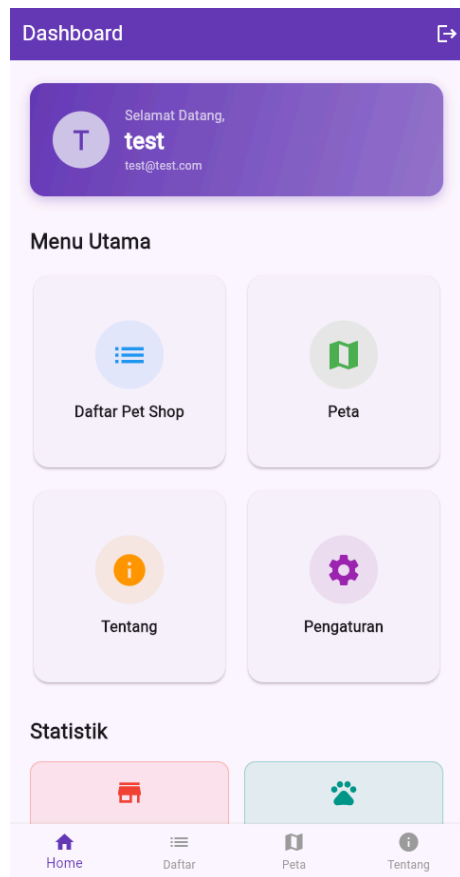 Dashboard
T
Selamat Datang,
test
test@test.com
Menu Utama
Daftar Pet Shop
Peta
Tentang
Pengaturan
Statistik
Home
Daftar
Peta
Tentang